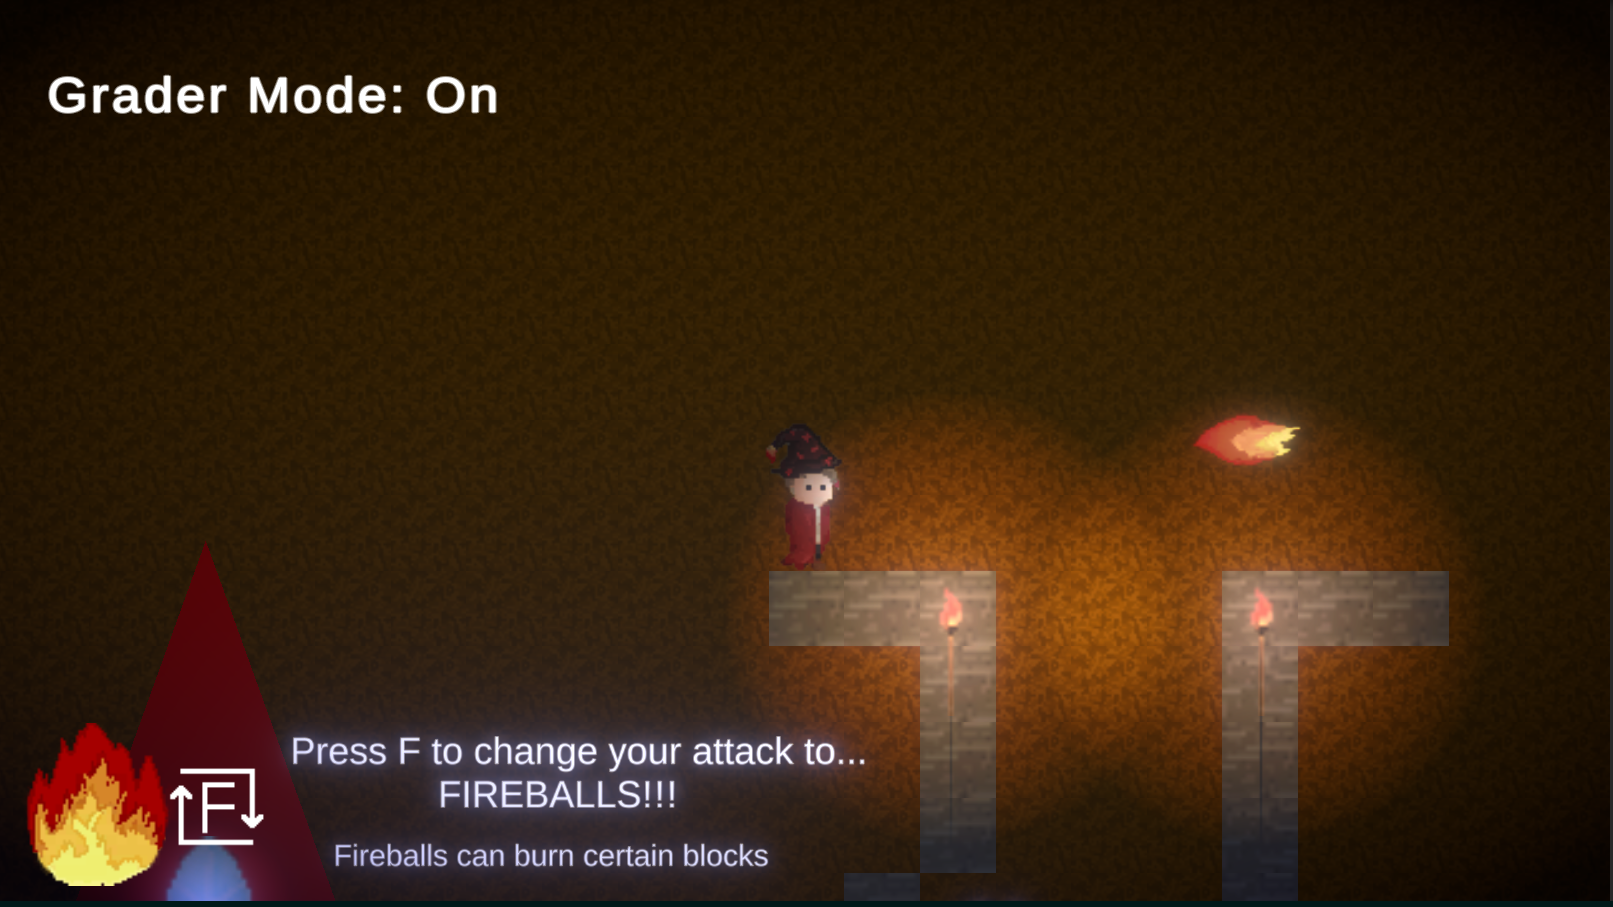 Grader Mode: On
Press F to change your attack to...
FIREBALLS!!!
F
Fireballs can burn certain blocks